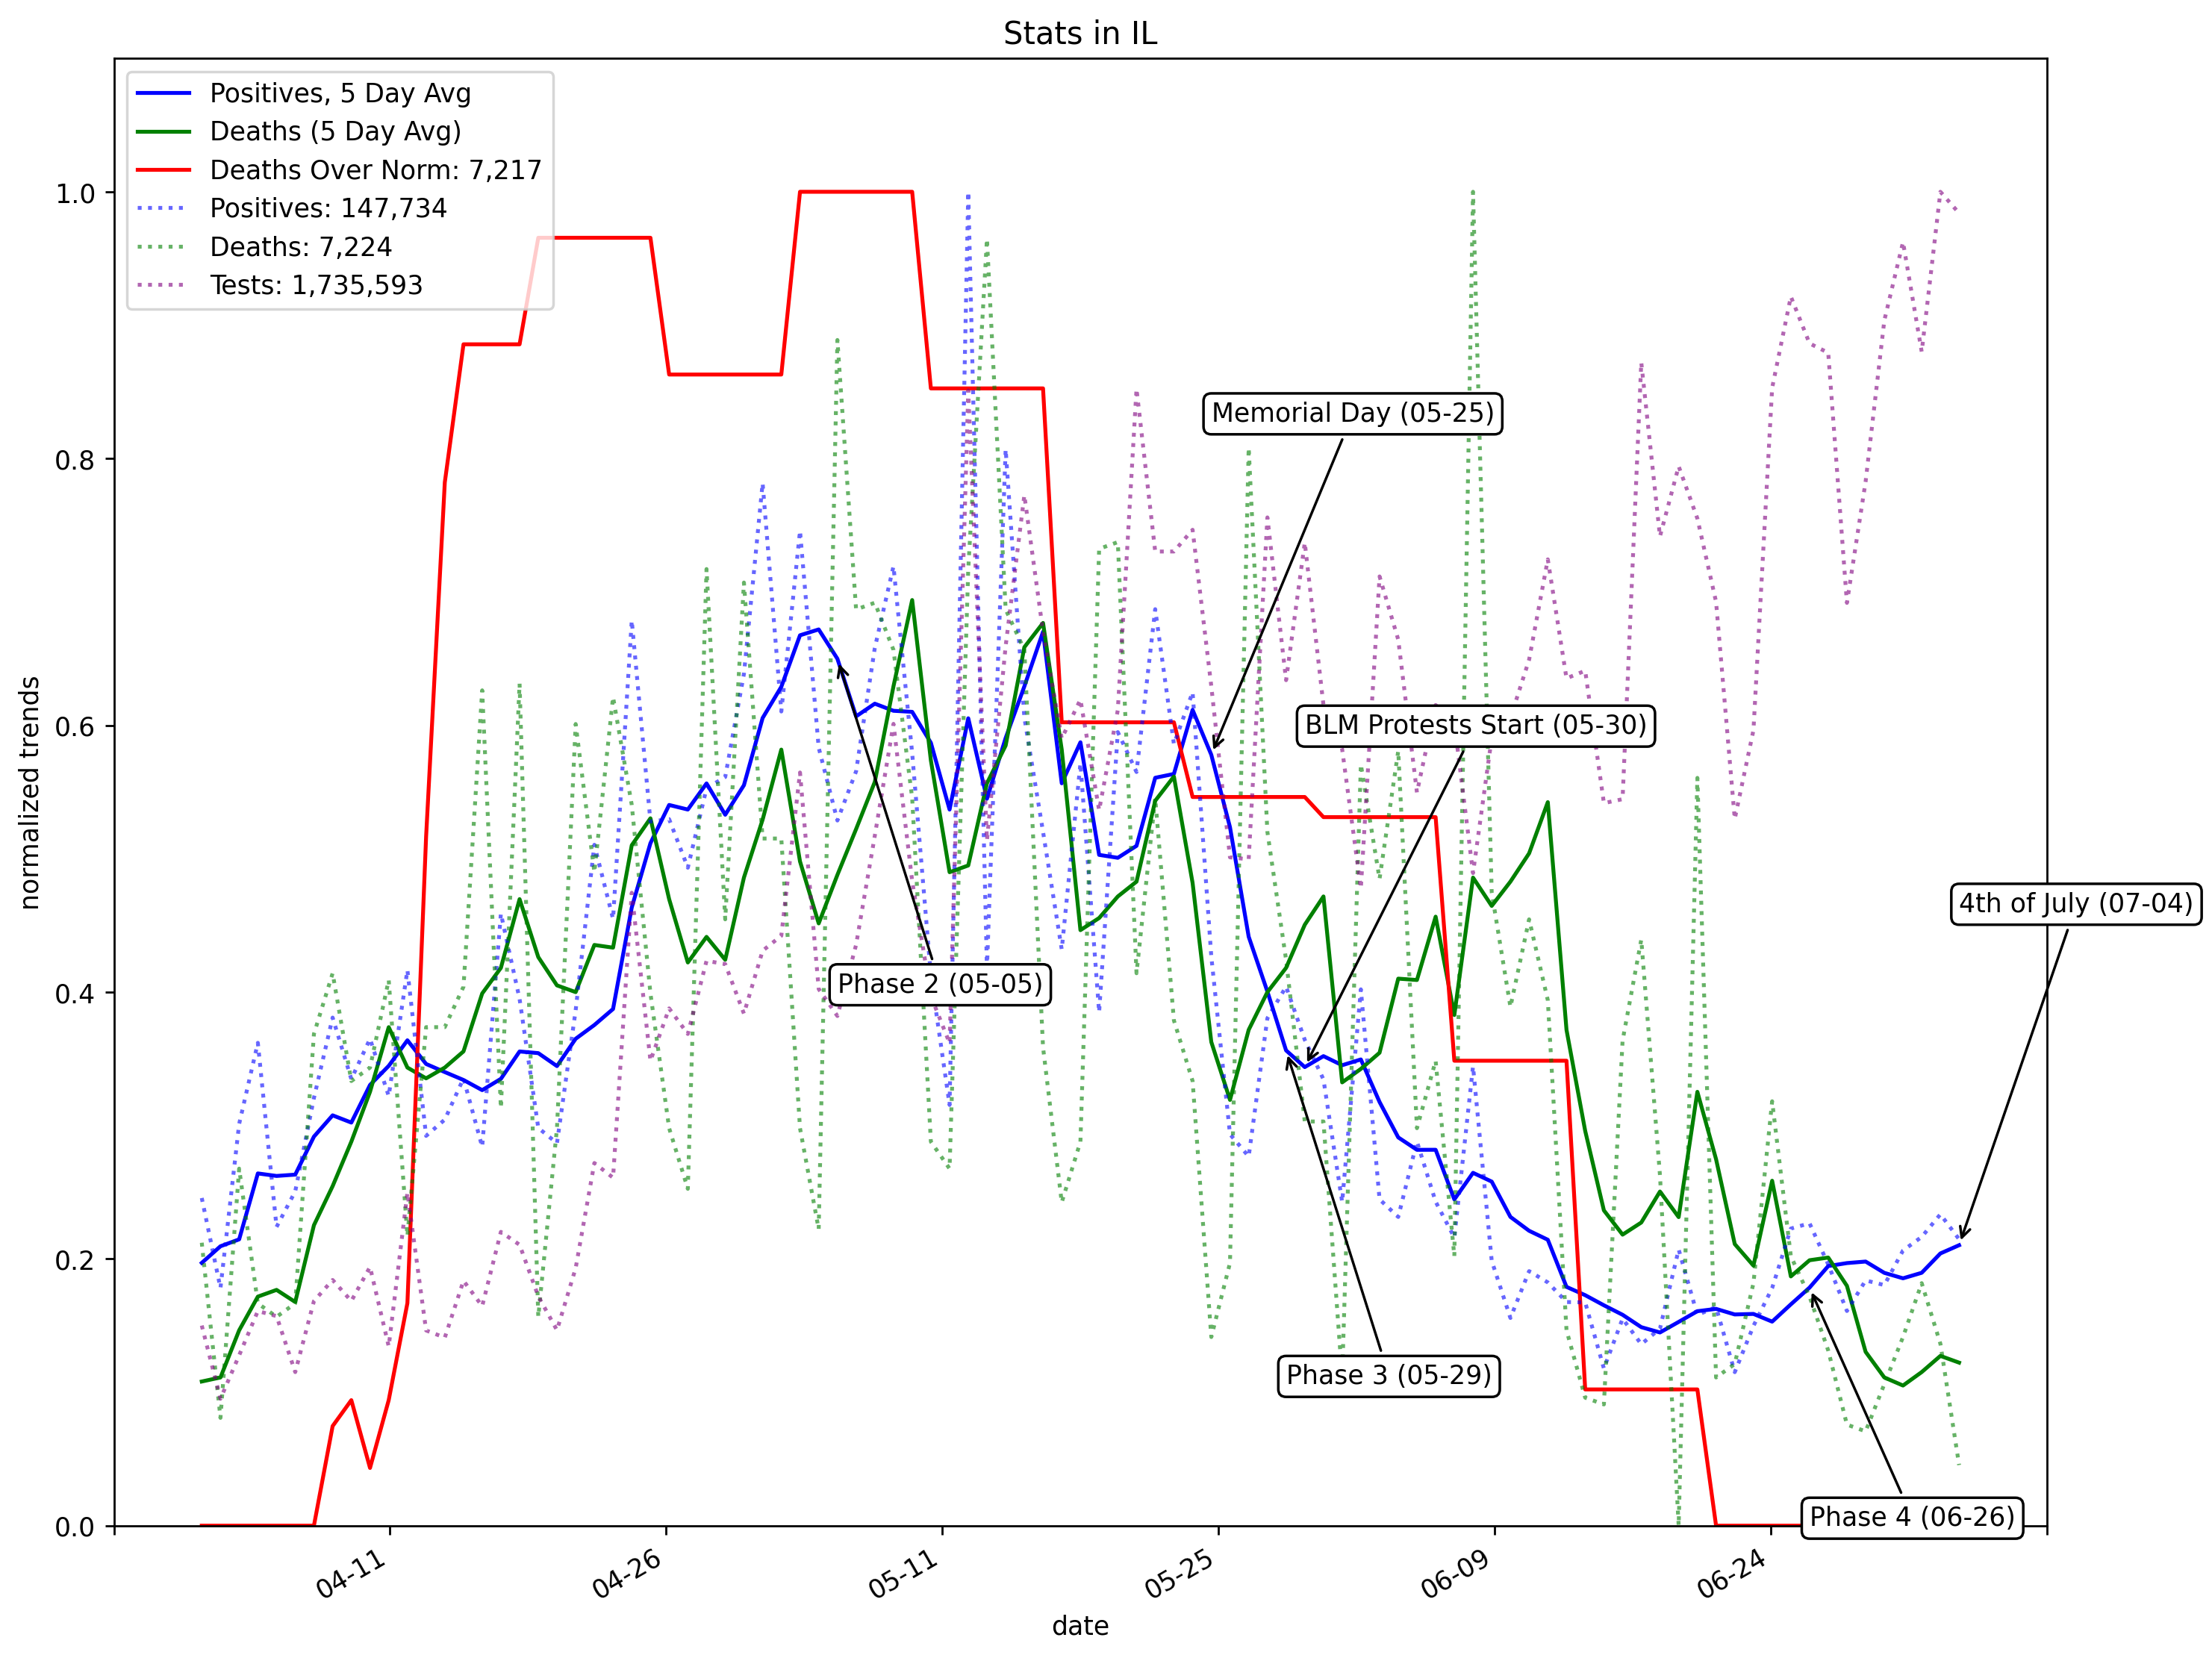 Stats in IL
Positives, 5 Day Avg
Deaths (5 Day Avg)
Deaths Over Norm: 7,217
Positives: 147,734
Deaths: 7,224
Tests: 1,735,593
1.0
0.8
0.6
0.4
0.2
0.0
normalized trends
Memorial Day (05-25)
BLM Protests Start (05-30)
4th of July (07-04)
Phase 2 (05-05)
Phase 3 (05-29)
Phase 4 (06-26)
04-11
04-26
05-11
05-25
06-09
06-24
date